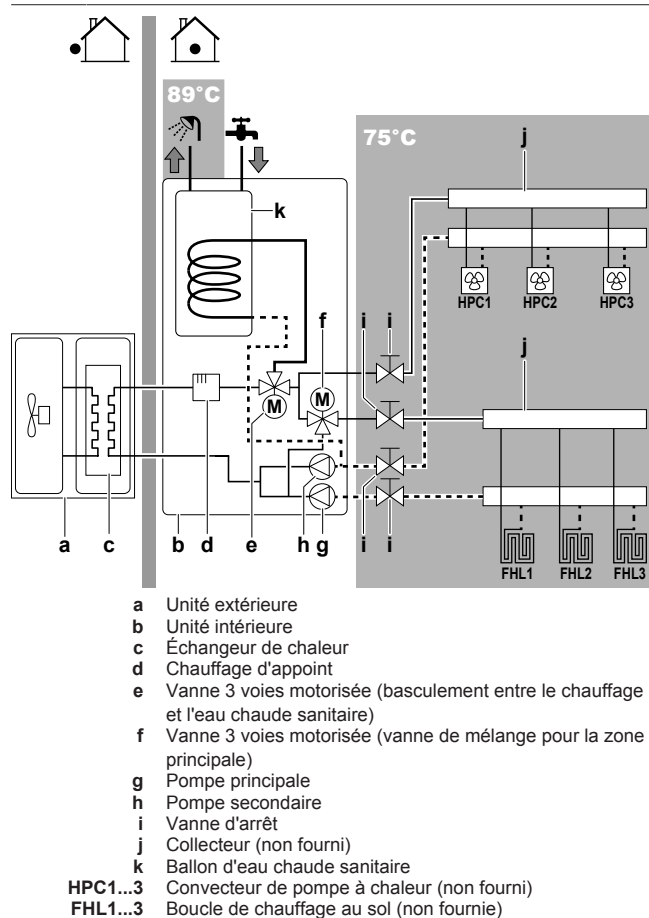 89°C
75°C
j
k
f i i
HPC1 HPC2 HPC3
j
M
M
a c b d e h g i i
FHL1 FHL2 FHL3
a Unité extérieure
b Unité intérieure
c Échangeur de chaleur
d Chauffage d'appoint
e Vanne 3 voies motorisée (basculement entre le chauffage
et l'eau chaude sanitaire)
f Vanne 3 voies motorisée (vanne de mélange pour la zone
principale)
g Pompe principale
h Pompe secondaire
i Vanne d'arrêt
j Collecteur (non fourni)
k Ballon d'eau chaude sanitaire
HPC1...3 Convecteur de pompe à chaleur (non fourni)
FHL1...3 Boucle de chauffage au sol (non fournie)